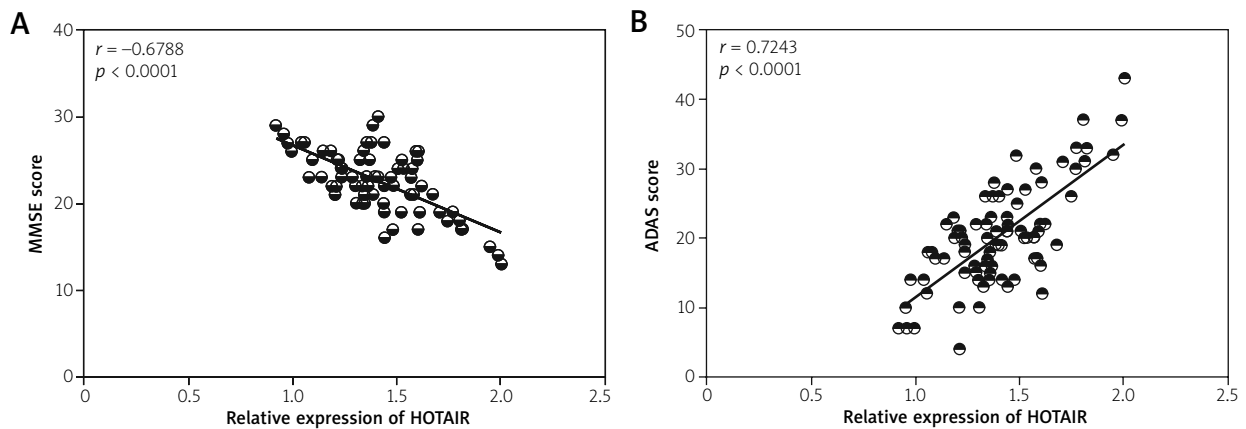 A
r = –0.6788
p < 0.0001
MMSE score
40
30
20
10
0
0
0.5
1.0
1.5
2.0
2.5
Relative expression of HOTAIR
B
r = 0.7243
p < 0.0001
ADAS score
50
40
30
20
10
0
0
0.5
1.0
1.5
2.0
2.5
Relative expression of HOTAIR